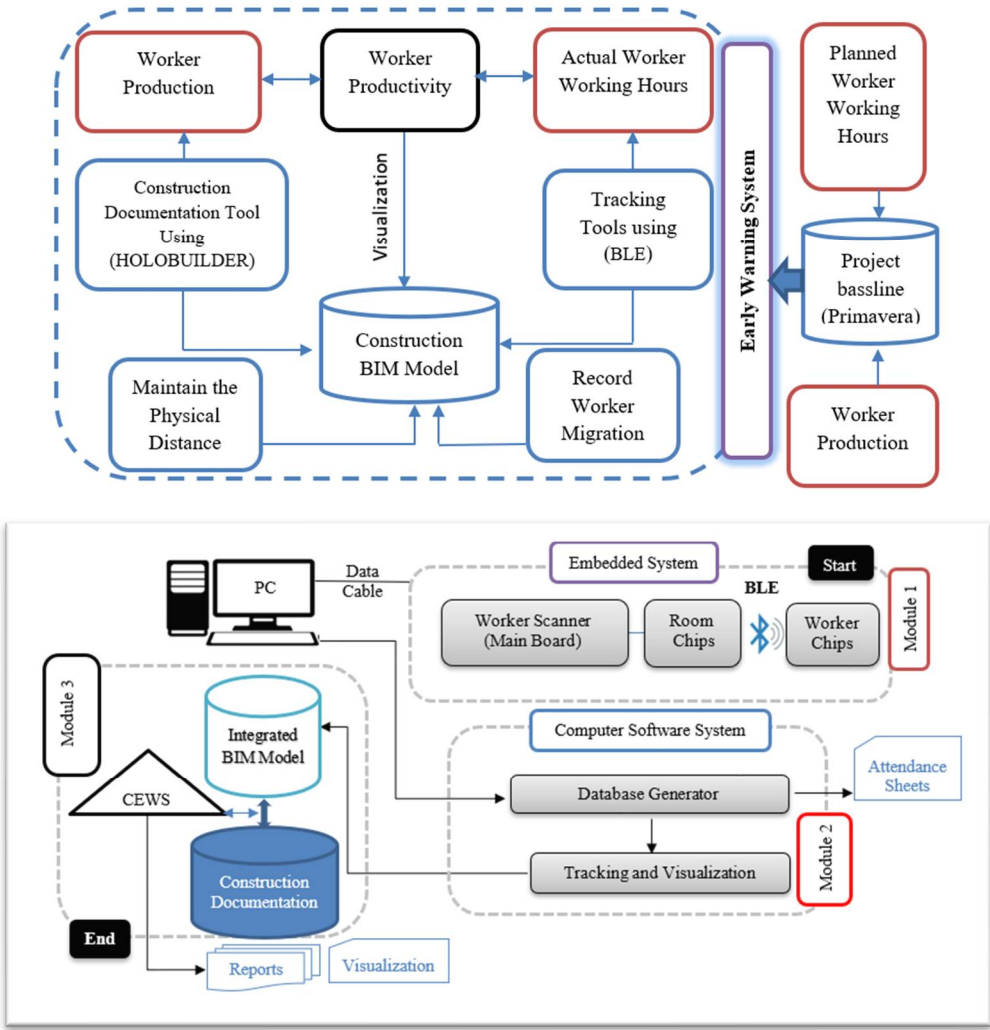 Worker
Production
Worker
Productivity
Actual Worker
Working Hours
Planned
Worker
Working
Hours
Construction
Documentation Tool
Using
(HOLOBUILDER)
Visualization
Tracking
Tools using
(BLE)
Early Warning System
Project
bassline
(Primavera)
Construction
BIM Model
Maintain the
Physical
Distance
Record
Worker
Migration
Worker
Production
Embedded System
Start
PC
Data
Cable
BLE
Worker Scanner
(Main Board)
Room
Chips
Worker
Chips
Module 1
Module 3
Integrated
BIM Model
Computer Software System
CEWS
Database Generator
Attendance
Sheets
Tracking and Visualization
Module 2
Construction
Documentation
End
Reports
Visualization